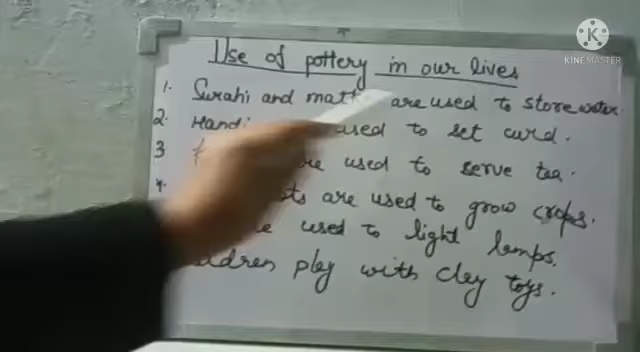 KINEMASTER
Use of pottery in our lives
1. Surahi and are used to store water.
2. used to set curd.
3 used to serve tea.
4. are used to grow crops.
used to light lamps.
play with clay toys.